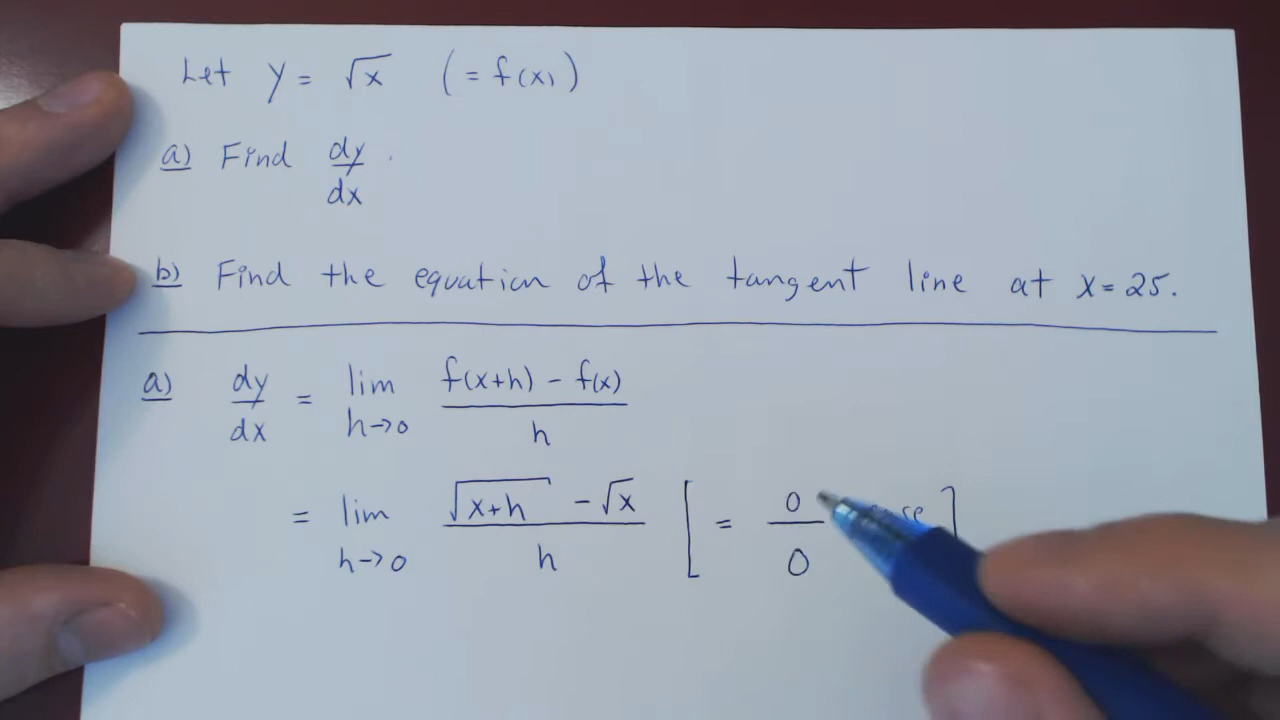 Let y = √x (= f(x))
a) Find dy/dx.
b) Find the equation of the tangent line at x = 25.
a) dy/dx = lim h→0 f(x+h) - f(x) / h
= lim h→0 √x+h - √x / h [ = 0/0 ]